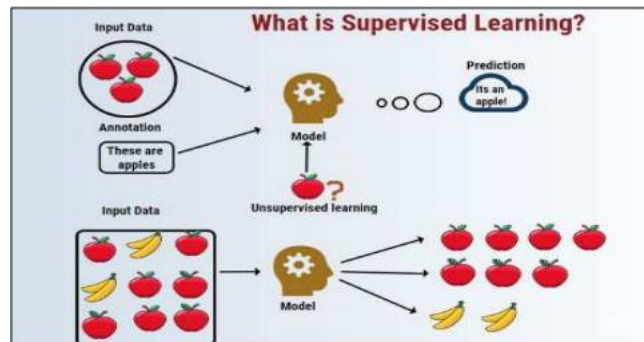 What is Supervised Learning?
Input Data
Annotation
These are
apples
Model
Prediction
Its an
apple!
?
Unsupervised learning
Input Data
Model